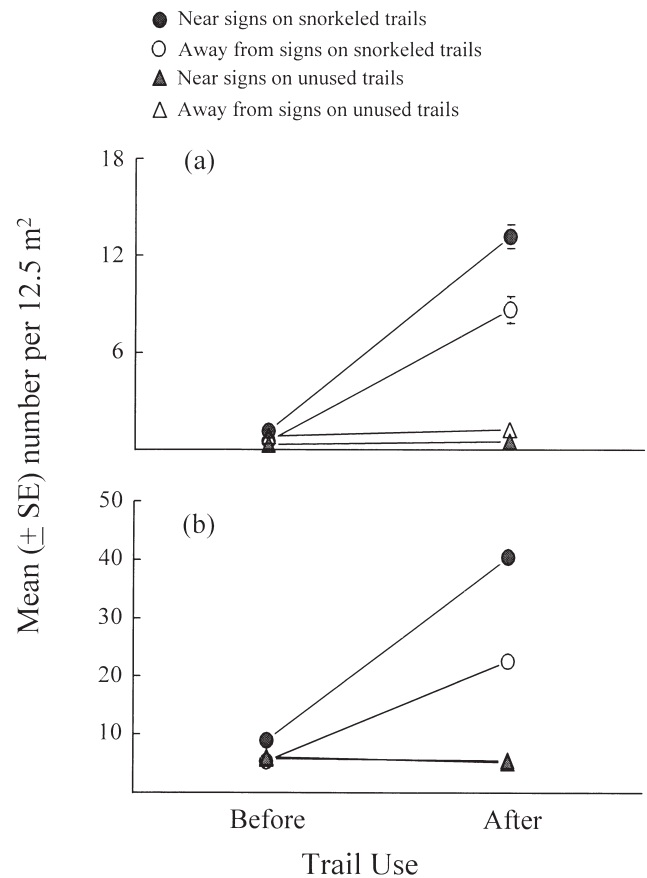 Near signs on snorkeled trails
Away from signs on snorkeled trails
Near signs on unused trails
Away from signs on unused trails
(a)
18
12
6
Mean (± SE) number per 12.5 m²
(b)
50
40
30
20
10
Before After
Trail Use